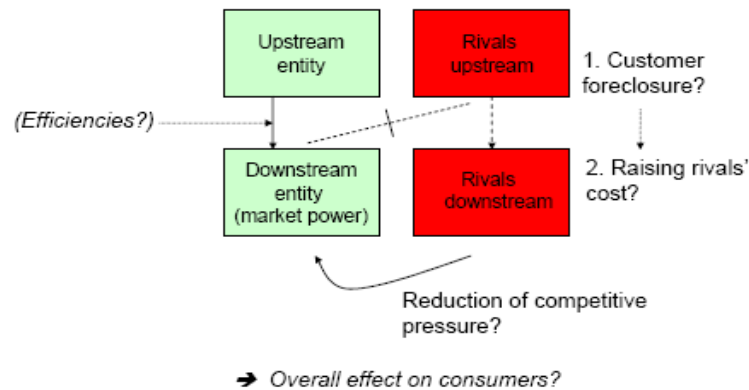 Upstream
entity
Rivals
upstream
1. Customer
foreclosure?
(Efficiencies?)
Downstream
entity
(market power)
Rivals
downstream
2. Raising rivals'
cost?
Reduction of competitive
pressure?
➔ Overall effect on consumers?